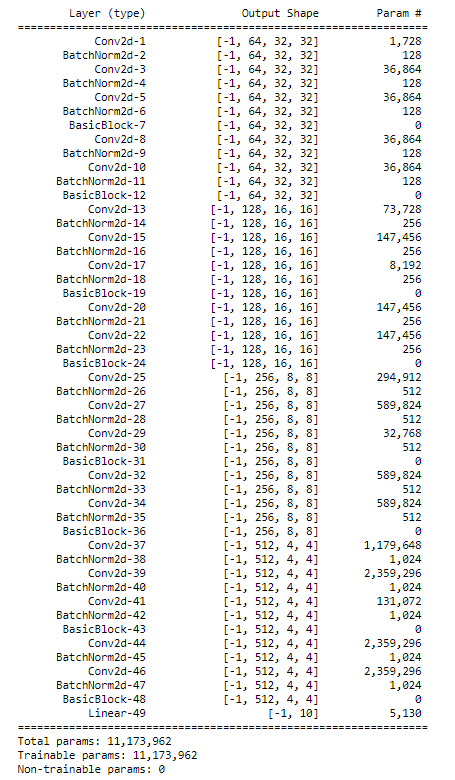 Layer (type) Output Shape Param #
================================================================
Conv2d-1 [-1, 64, 32, 32] 1,728
BatchNorm2d-2 [-1, 64, 32, 32] 128
Conv2d-3 [-1, 64, 32, 32] 36,864
BatchNorm2d-4 [-1, 64, 32, 32] 128
Conv2d-5 [-1, 64, 32, 32] 36,864
BatchNorm2d-6 [-1, 64, 32, 32] 128
BasicBlock-7 [-1, 64, 32, 32] 0
Conv2d-8 [-1, 64, 32, 32] 36,864
BatchNorm2d-9 [-1, 64, 32, 32] 128
Conv2d-10 [-1, 64, 32, 32] 36,864
BatchNorm2d-11 [-1, 64, 32, 32] 128
BasicBlock-12 [-1, 64, 32, 32] 0
Conv2d-13 [-1, 128, 16, 16] 73,728
BatchNorm2d-14 [-1, 128, 16, 16] 256
Conv2d-15 [-1, 128, 16, 16] 147,456
BatchNorm2d-16 [-1, 128, 16, 16] 256
Conv2d-17 [-1, 128, 16, 16] 8,192
BatchNorm2d-18 [-1, 128, 16, 16] 256
BasicBlock-19 [-1, 128, 16, 16] 0
Conv2d-20 [-1, 128, 16, 16] 147,456
BatchNorm2d-21 [-1, 128, 16, 16] 256
Conv2d-22 [-1, 128, 16, 16] 147,456
BatchNorm2d-23 [-1, 128, 16, 16] 256
BasicBlock-24 [-1, 128, 16, 16] 0
Conv2d-25 [-1, 256, 8, 8] 294,912
BatchNorm2d-26 [-1, 256, 8, 8] 512
Conv2d-27 [-1, 256, 8, 8] 589,824
BatchNorm2d-28 [-1, 256, 8, 8] 512
Conv2d-29 [-1, 256, 8, 8] 32,768
BatchNorm2d-30 [-1, 256, 8, 8] 512
BasicBlock-31 [-1, 256, 8, 8] 0
Conv2d-32 [-1, 256, 8, 8] 589,824
BatchNorm2d-33 [-1, 256, 8, 8] 512
Conv2d-34 [-1, 256, 8, 8] 589,824
BatchNorm2d-35 [-1, 256, 8, 8] 512
BasicBlock-36 [-1, 256, 8, 8] 0
Conv2d-37 [-1, 512, 4, 4] 1,179,648
BatchNorm2d-38 [-1, 512, 4, 4] 1,024
Conv2d-39 [-1, 512, 4, 4] 2,359,296
BatchNorm2d-40 [-1, 512, 4, 4] 1,024
Conv2d-41 [-1, 512, 4, 4] 131,072
BatchNorm2d-42 [-1, 512, 4, 4] 1,024
BasicBlock-43 [-1, 512, 4, 4] 0
Conv2d-44 [-1, 512, 4, 4] 2,359,296
BatchNorm2d-45 [-1, 512, 4, 4] 1,024
Conv2d-46 [-1, 512, 4, 4] 2,359,296
BatchNorm2d-47 [-1, 512, 4, 4] 1,024
BasicBlock-48 [-1, 512, 4, 4] 0
Linear-49 [-1, 10] 5,130
================================================================
Total params: 11,173,962
Trainable params: 11,173,962
Non-trainable params: 0